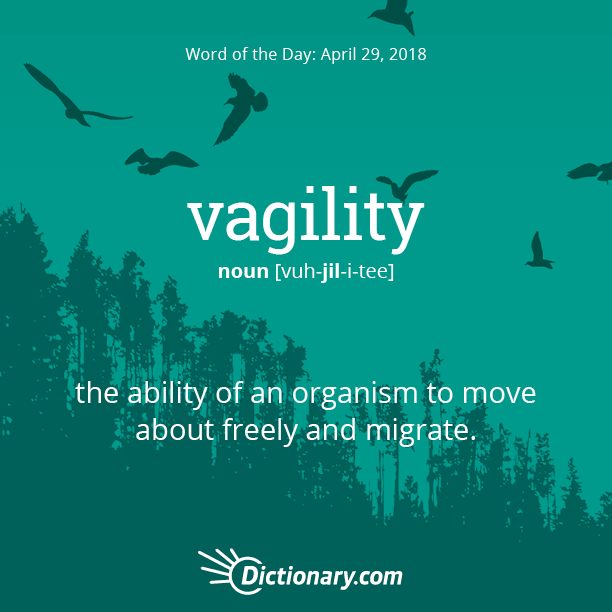 Word of the Day: April 29, 2018
vagility
noun [vuh-jil-i-tee]
the ability of an organism to move
about freely and migrate.
Dictionary.com